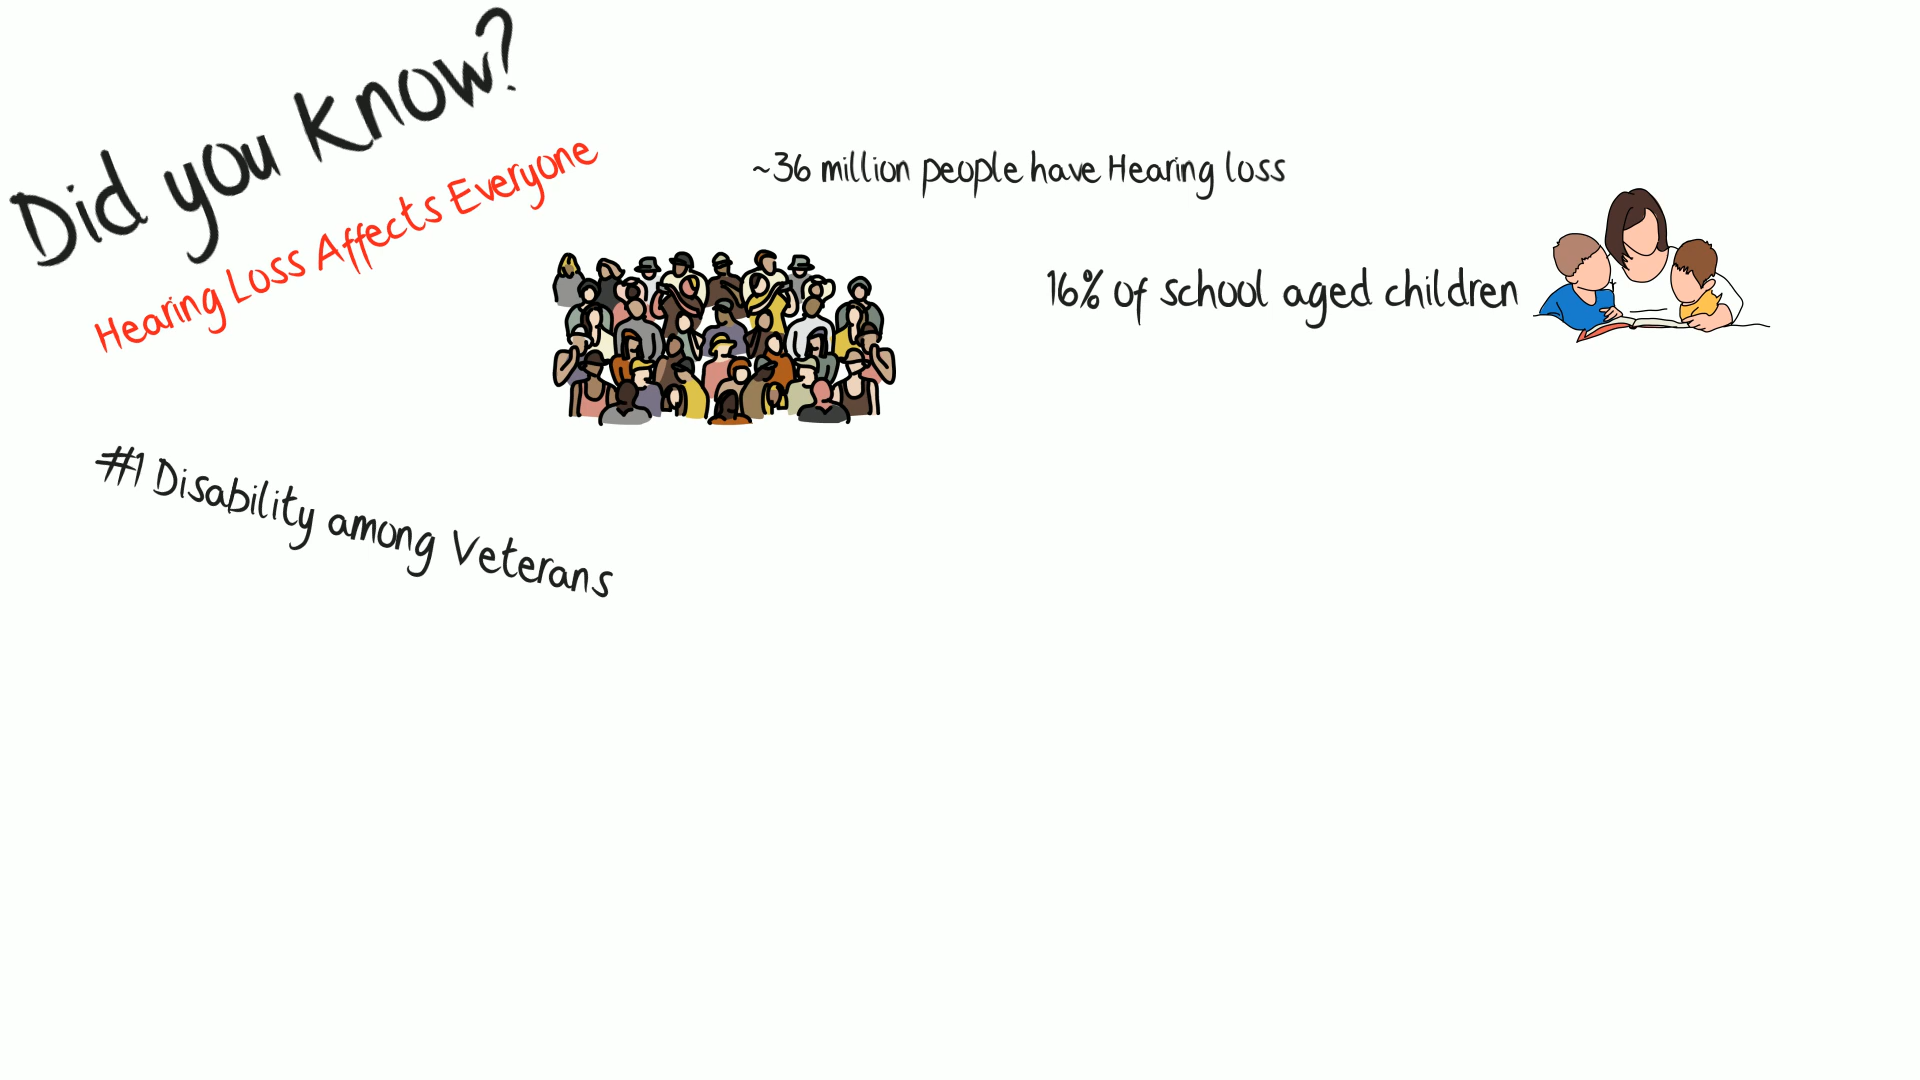 Did you know?
Hearing Loss Affects Everyone
~36 million people have Hearing loss
16% of school aged children
#1 Disability among Veterans